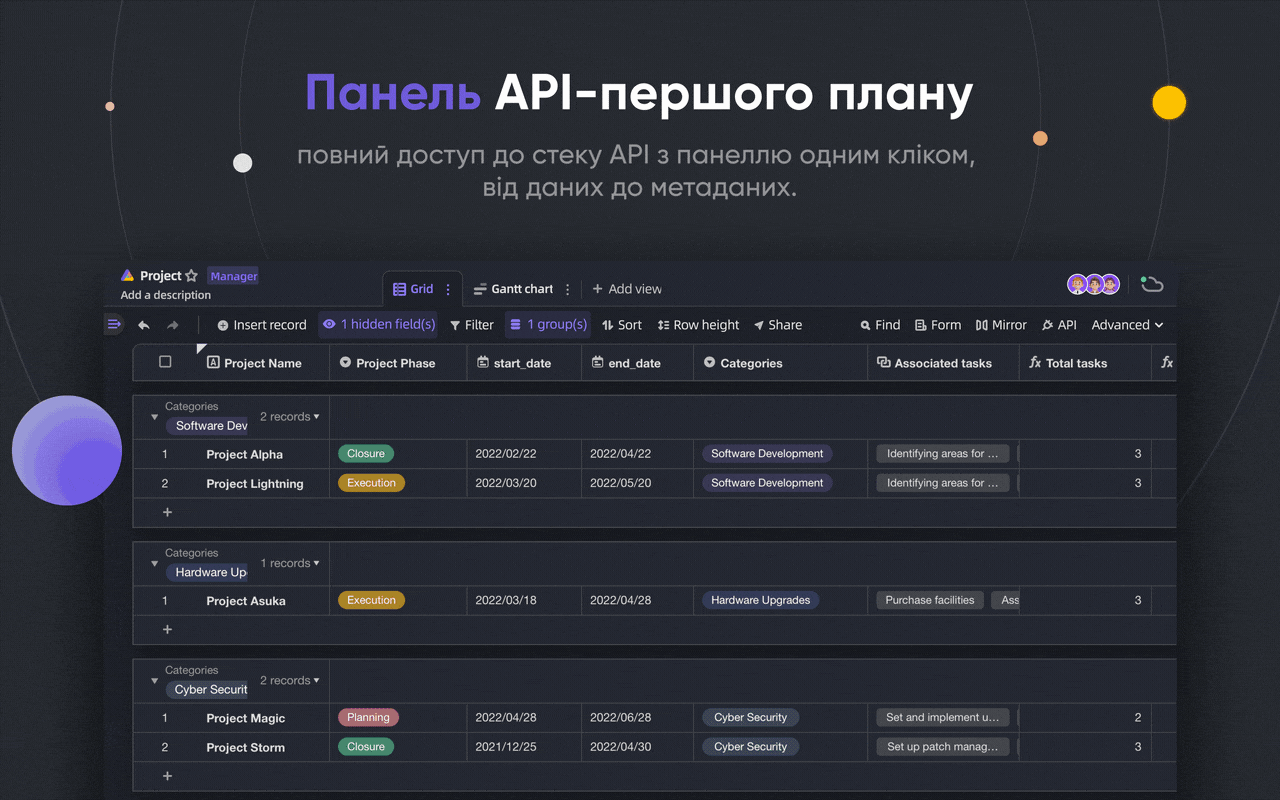 Панель API-першого плану
повний доступ до стеку API з панеллю одним кліком,
від даних до метаданих.
Project Manager
Add a description
Grid Gantt chart + Add view
Insert record 1 hidden field(s) Filter 1 group(s) Sort Row height Share Find Form Mirror API Advanced
Project Name Project Phase start_date end_date Categories Associated tasks fx Total tasks fx
Categories
Software Dev 2 records
1 Project Alpha Closure 2022/02/22 2022/04/22 Software Development Identifying areas for ... 3
2 Project Lightning Execution 2022/03/20 2022/05/20 Software Development Identifying areas for ... 3
+
Categories
Hardware Up 1 records
1 Project Asuka Execution 2022/03/18 2022/04/28 Hardware Upgrades Purchase facilities Ass 3
+
Categories
Cyber Securit 2 records
1 Project Magic Planning 2022/04/28 2022/06/28 Cyber Security Set and implement u... 2
2 Project Storm Closure 2021/12/25 2022/04/30 Cyber Security Set up patch manag... 3
+